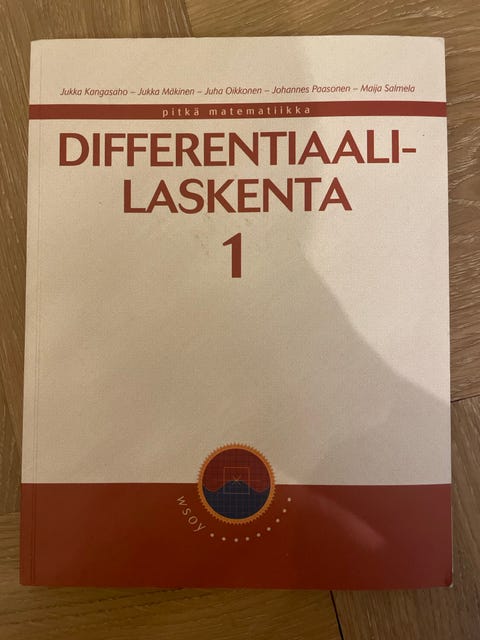 Jukka Kangasaho – Jukka Mäkinen – Juha Oikkonen – Johannes Paasonen – Maija Salmela
pitkä matematiikka
DIFFERENTIAALI-
LASKENTA
1
wsoy